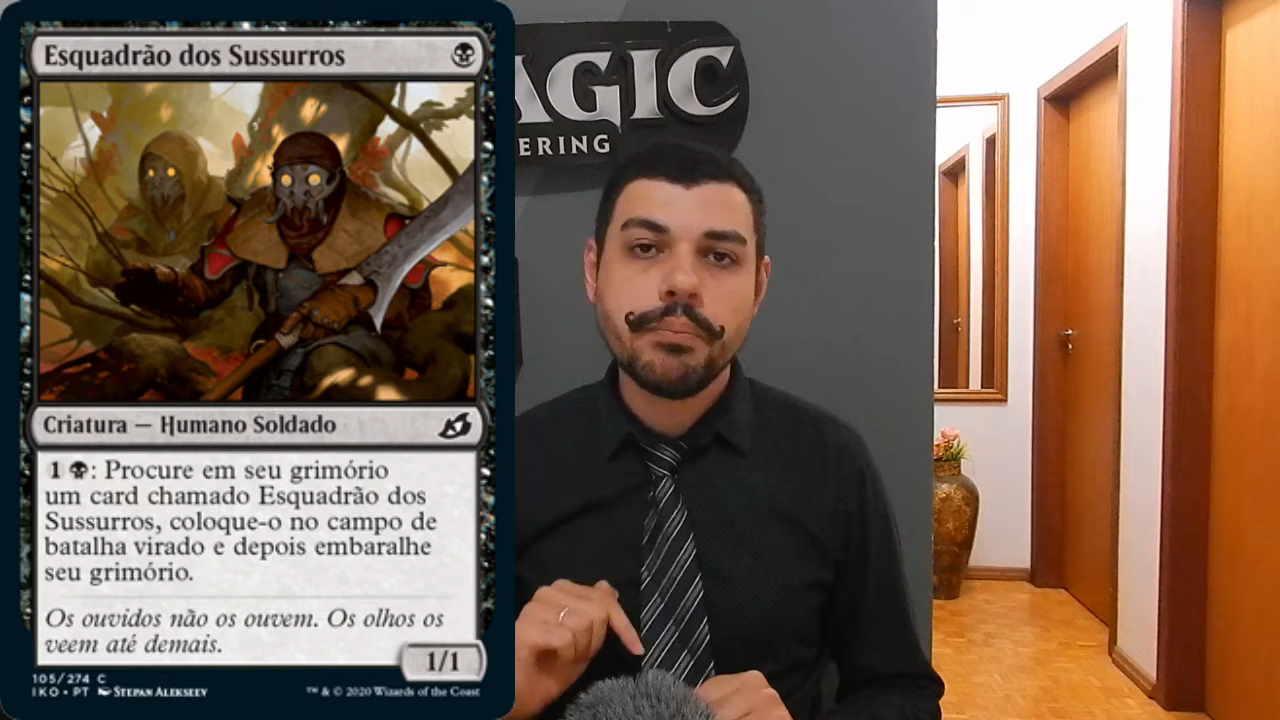 Esquadrão dos Sussurros
Criatura — Humano Soldado
1 : Procure em seu grimório
um card chamado Esquadrão dos
Sussurros, coloque-o no campo de
batalha virado e depois embaralhe
seu grimório.
Os ouvidos não os ouvem. Os olhos os
veem até demais.
1/1
105/274 C
IKO • PT STEPAN ALEKSEEV
™ & © 2020 Wizards of the Coast
AGIC
ERING